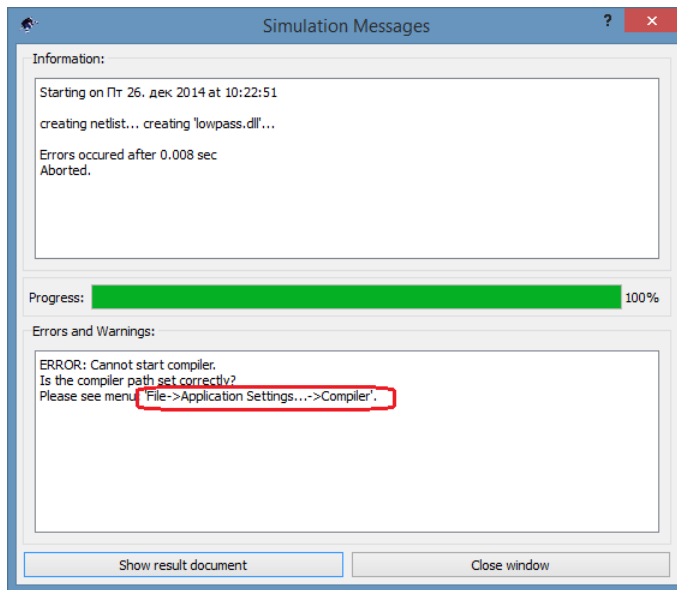 Simulation Messages
?
×
Information:
Starting on Пт 26. дек 2014 at 10:22:51
creating netlist... creating 'lowpass.dll'...
Errors occured after 0.008 sec
Aborted.
Progress:
100%
Errors and Warnings:
ERROR: Cannot start compiler.
Is the compiler path set correctly?
Please see menu 'File->Application Settings...->Compiler'.
Show result document
Close window